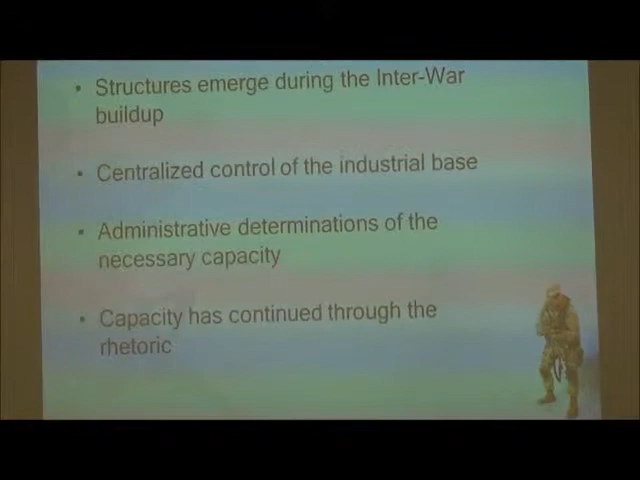 • Structures emerge during the Inter-War
buildup
• Centralized control of the industrial base
• Administrative determinations of the
necessary capacity
• Capacity has continued through the
rhetoric